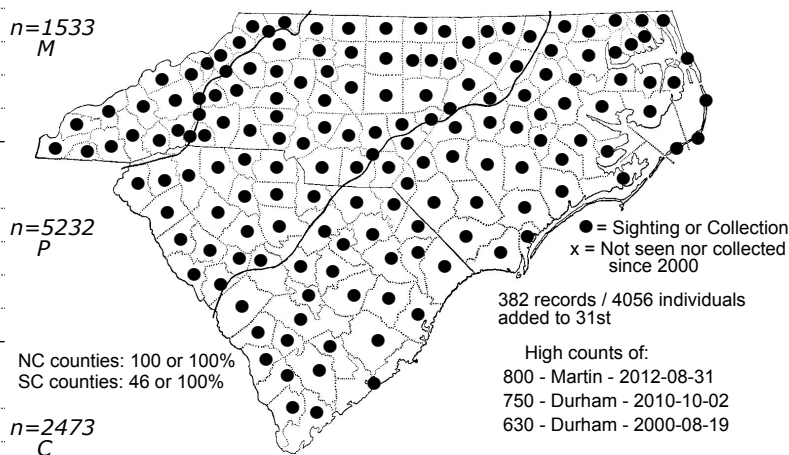 n=1533
M
n=5232
P
n=2473
C
● = Sighting or Collection
x = Not seen nor collected
since 2000
382 records / 4056 individuals
added to 31st
NC counties: 100 or 100%
SC counties: 46 or 100%
High counts of:
800 - Martin - 2012-08-31
750 - Durham - 2010-10-02
630 - Durham - 2000-08-19